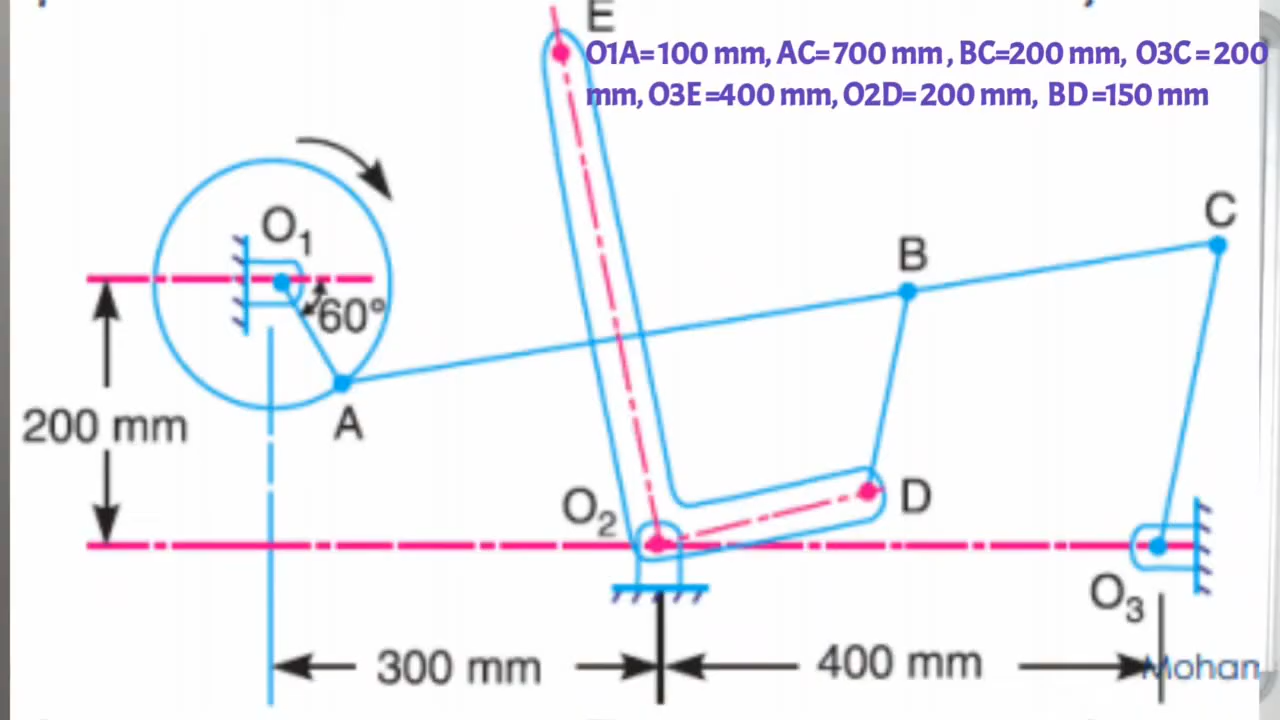 E
O1A=100 mm, AC=700 mm , BC=200 mm, O3C = 200
mm, O3E =400 mm, O2D= 200 mm, BD =150 mm
O₁
C
B
60°
A
200 mm
O₂
D
O₃
300 mm
400 mm
Mohan